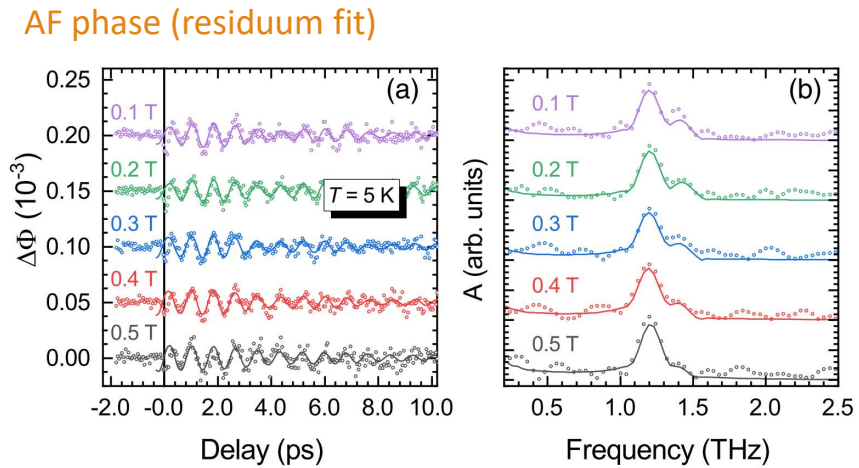 AF phase (residuum fit)
(a)
0.25
0.20
0.15
0.10
0.05
0.00
ΔΦ (10⁻³)
0.1 T
0.2 T
0.3 T
0.4 T
0.5 T
T = 5 K
-2.0 -0.0 2.0 4.0 6.0 8.0 10.0
Delay (ps)
(b)
A (arb. units)
0.1 T
0.2 T
0.3 T
0.4 T
0.5 T
0.5 1.0 1.5 2.0 2.5
Frequency (THz)